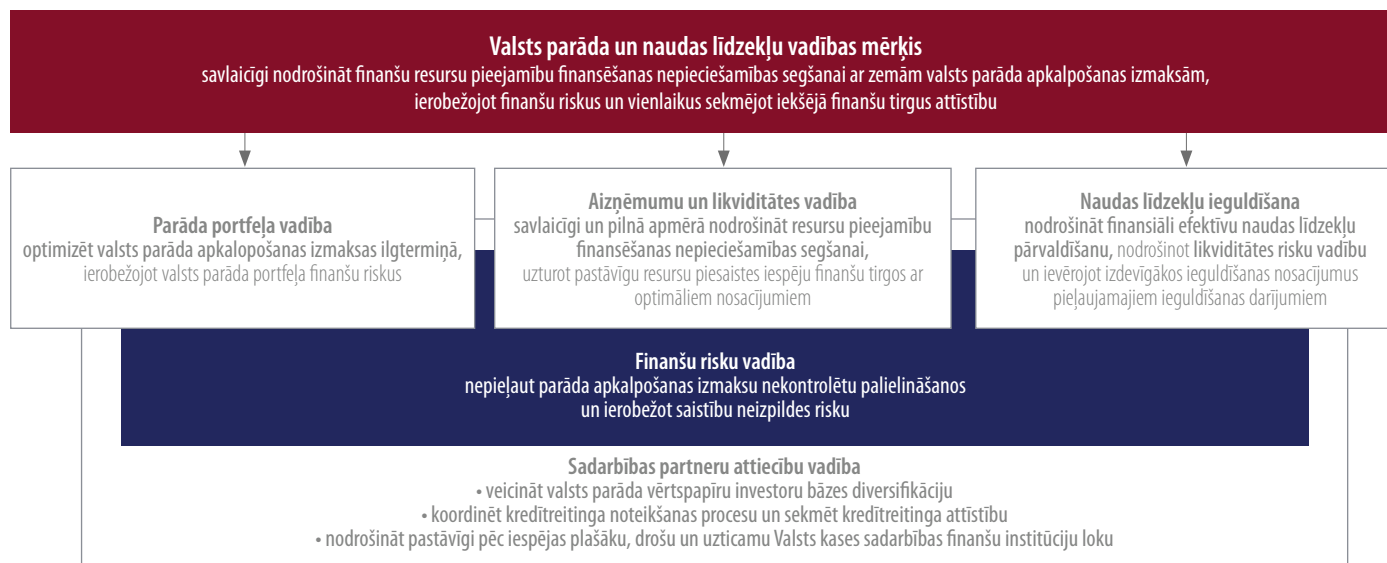 Valsts parāda un naudas līdzekļu vadības mērķis
savlaicīgi nodrošināt finanšu resursu pieejamību finansēšanas nepieciešamības segšanai ar zemām valsts parāda apkalpošanas izmaksām,
ierobežojot finanšu riskus un vienlaikus sekmējot iekšējā finanšu tirgus attīstību
Parāda portfeļa vadība
optimizēt valsts parāda apkalopošanas izmaksas ilgtermiņā,
ierobežojot valsts parāda portfeļa finanšu riskus
Aizņēmumu un likviditātes vadība
savlaicīgi un pilnā apmērā nodrošināt resursu pieejamību
finansēšanas nepieciešamības segšanai,
uzturot pastāvīgu resursu piesaistes iespēju finanšu tirgos ar
optimāliem nosacījumiem
Naudas līdzekļu ieguldīšana
nodrošināt finansiāli efektīvu naudas līdzekļu
pārvaldīšanu, nodrošinot likviditātes risku vadību
un ievērojot izdevīgākos ieguldīšanas nosacījumus
pieļaujamajiem ieguldīšanas darījumiem
Finanšu risku vadība
nepieļaut parāda apkalpošanas izmaksu nekontrolētu palielināšanos
un ierobežot saistību neizpildes risku
Sadarbības partneru attiecību vadība
• veicināt valsts parāda vērtspapīru investoru bāzes diversifikāciju
• koordinēt kredītreitinga noteikšanas procesu un sekmēt kredītreitinga attīstību
• nodrošināt pastāvīgi pēc iespējas plašāku, drošu un uzticamu Valsts kases sadarbības finanšu institūciju loku